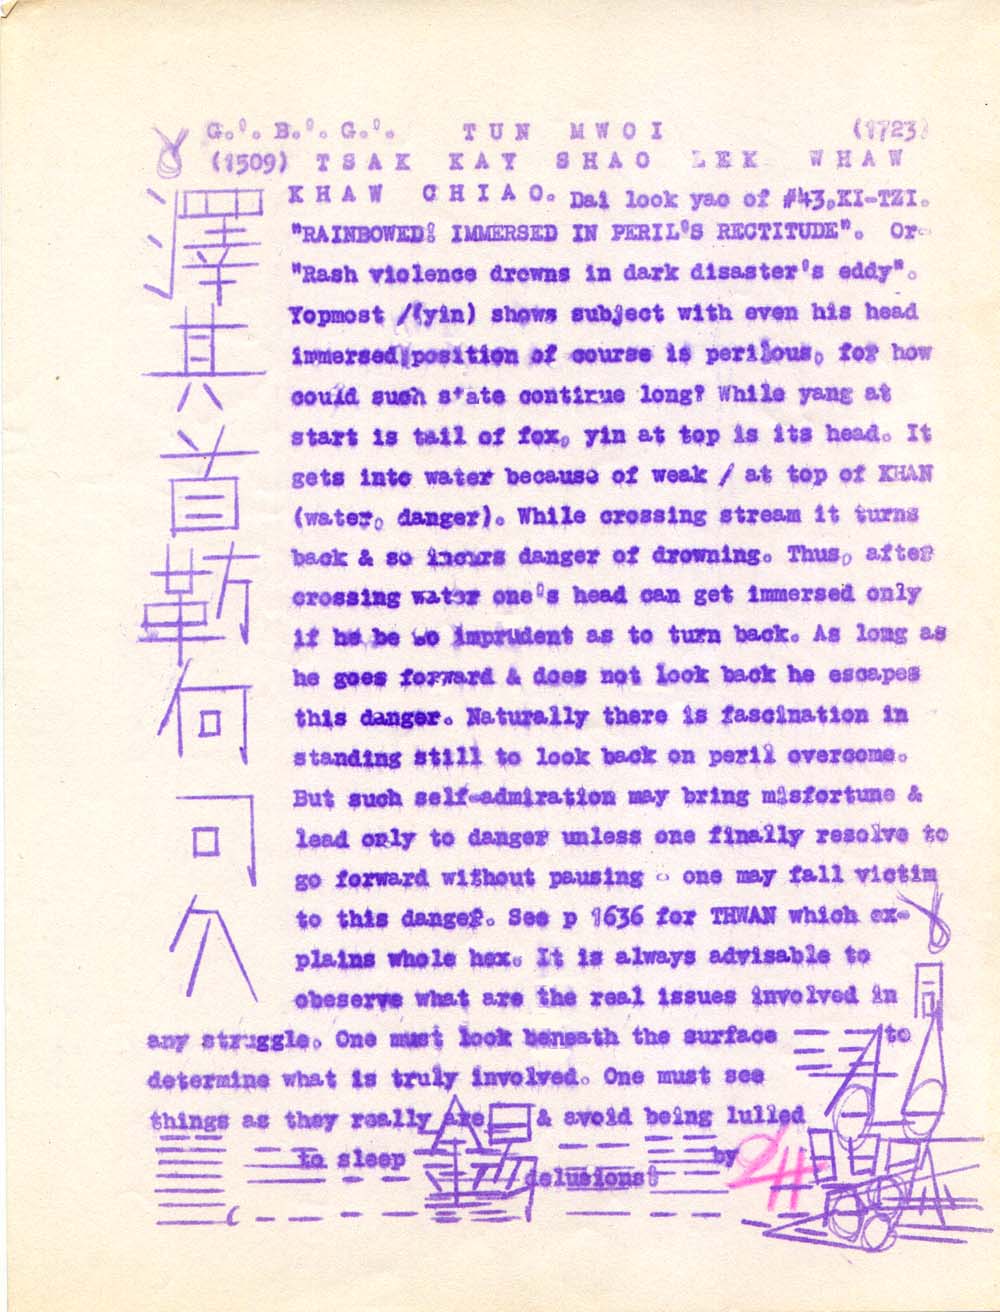 G.'. B.'. G.'. TUN MWOI (1723)
(1509) TSAK KAY SHAO LEK WHAW
KHAW CHIAO. Dai look yao of #43,KI-TZI.
"RAINBOWED! IMMERSED IN PERIL'S RECTITUDE". Or-
"Rash violence drowns in dark disaster's eddy".
Yopmost /(yin) shows subject with even his head
immersed;position of course is perilous, for how
could such state continue long? While yang at
start is tail of fox, yin at top is its head. It
gets into water because of weak / at top of KHAN
(water, danger). While crossing stream it turns
back & so incurs danger of drowning. Thus, after
crossing water one's head can get immersed only
if he be so imprudent as to turn back. As long as
he goes forward & does not look back he escapes
this danger. Naturally there is fascination in
standing still to look back on peril overcome.
But such self-admiration may bring misfortune &
lead only to danger unless one finally resolve to
go forward without pausing - one may fall victim
to this danger. See p 1636 for THWAN which ex-
plains whole hex. It is always advisable to
obeserve what are the real issues involved in
any struggle. One must look beneath the surface to
determine what is truly involved. One must see
things as they really are & avoid being lulled
to sleep by
delusions!
澤其首何可久